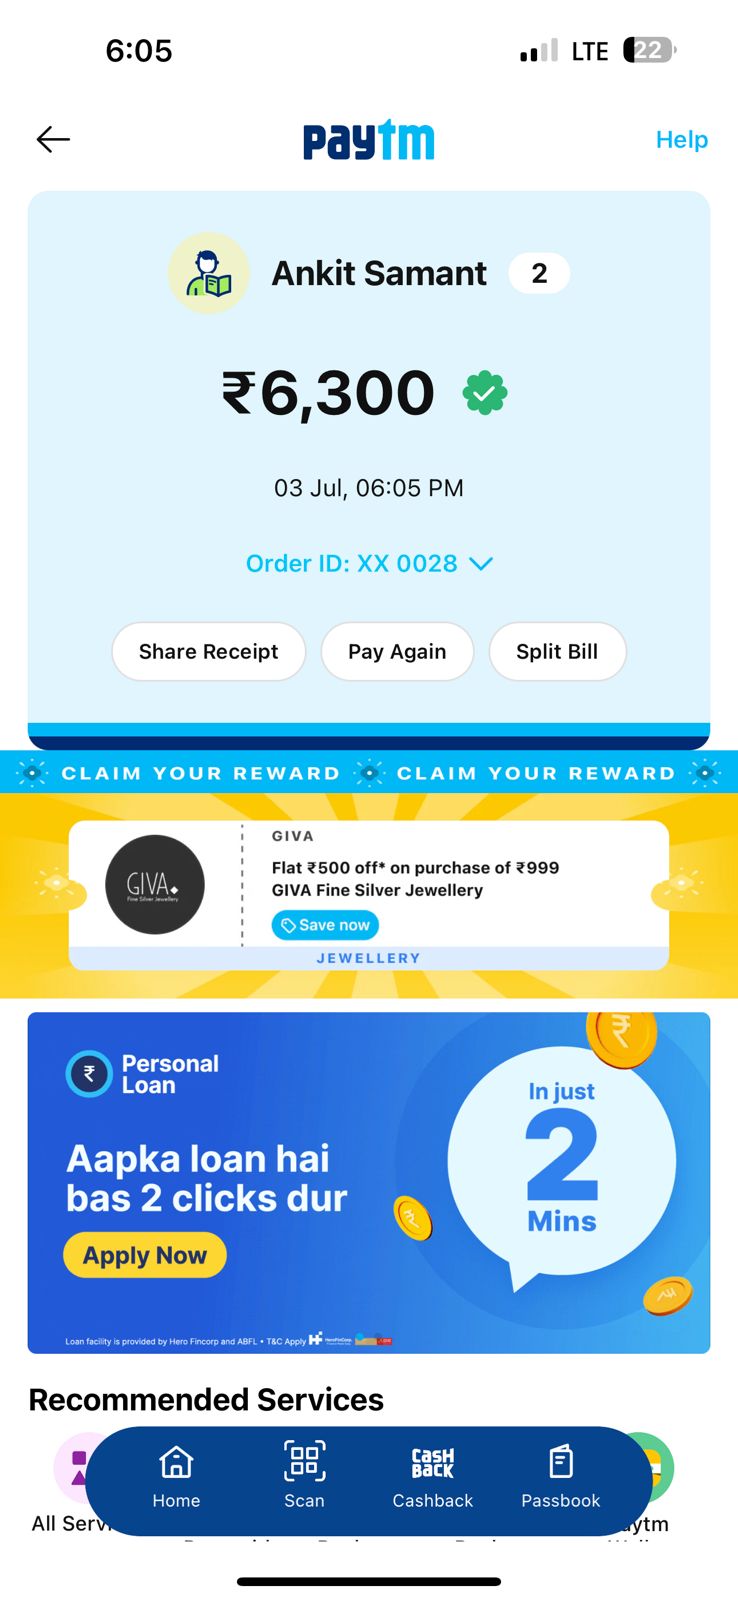 6:05 LTE 22
paytm Help
Ankit Samant 2
₹6,300
03 Jul, 06:05 PM
Order ID: XX 0028
Share Receipt Pay Again Split Bill
CLAIM YOUR REWARD CLAIM YOUR REWARD
GIVA
Flat ₹500 off* on purchase of ₹999
GIVA Fine Silver Jewellery
GIVA
Fine Silver Jewellery
Save now
JEWELLERY
₹ Personal
Loan
Aapka loan hai
bas 2 clicks dur
Apply Now
In just
2
Mins
₹
₹
Loan facility is provided by Hero Fincorp and ABFL • T&C Apply
HeroFinCorp.
Recommended Services
CASH
BACK
Home Scan Cashback Passbook
All Serv
aytm